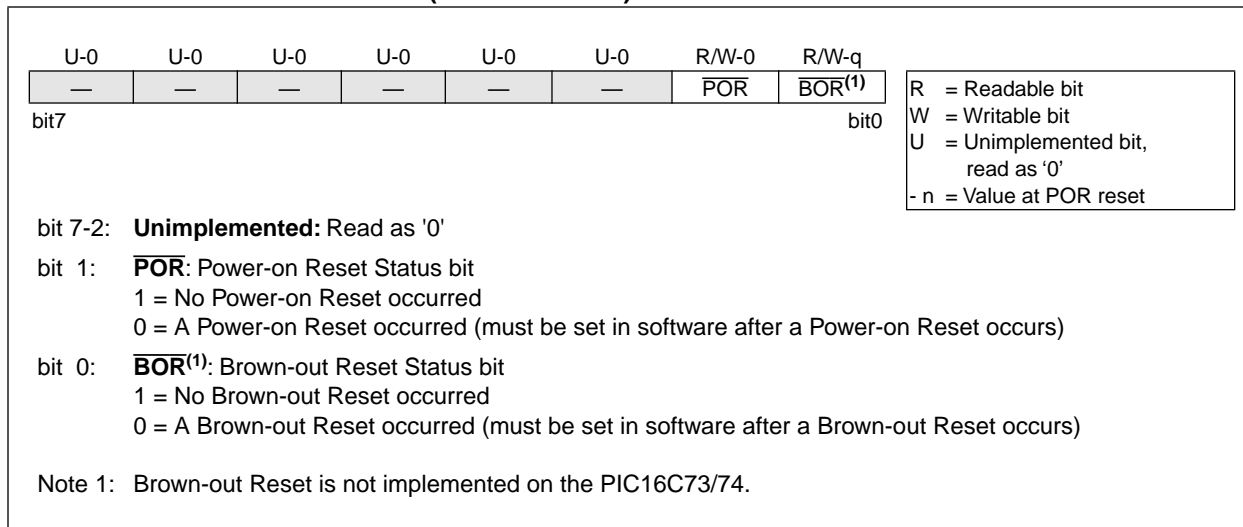 U-0 U-0 U-0 U-0 U-0 U-0 R/W-0 R/W-q
— — — — — — POR BOR(1)
bit7 bit0
R = Readable bit
W = Writable bit
U = Unimplemented bit,
read as ‘0’
- n = Value at POR reset
bit 7-2: Unimplemented: Read as '0'
bit 1: POR: Power-on Reset Status bit
1 = No Power-on Reset occurred
0 = A Power-on Reset occurred (must be set in software after a Power-on Reset occurs)
bit 0: BOR(1): Brown-out Reset Status bit
1 = No Brown-out Reset occurred
0 = A Brown-out Reset occurred (must be set in software after a Brown-out Reset occurs)
Note 1: Brown-out Reset is not implemented on the PIC16C73/74.